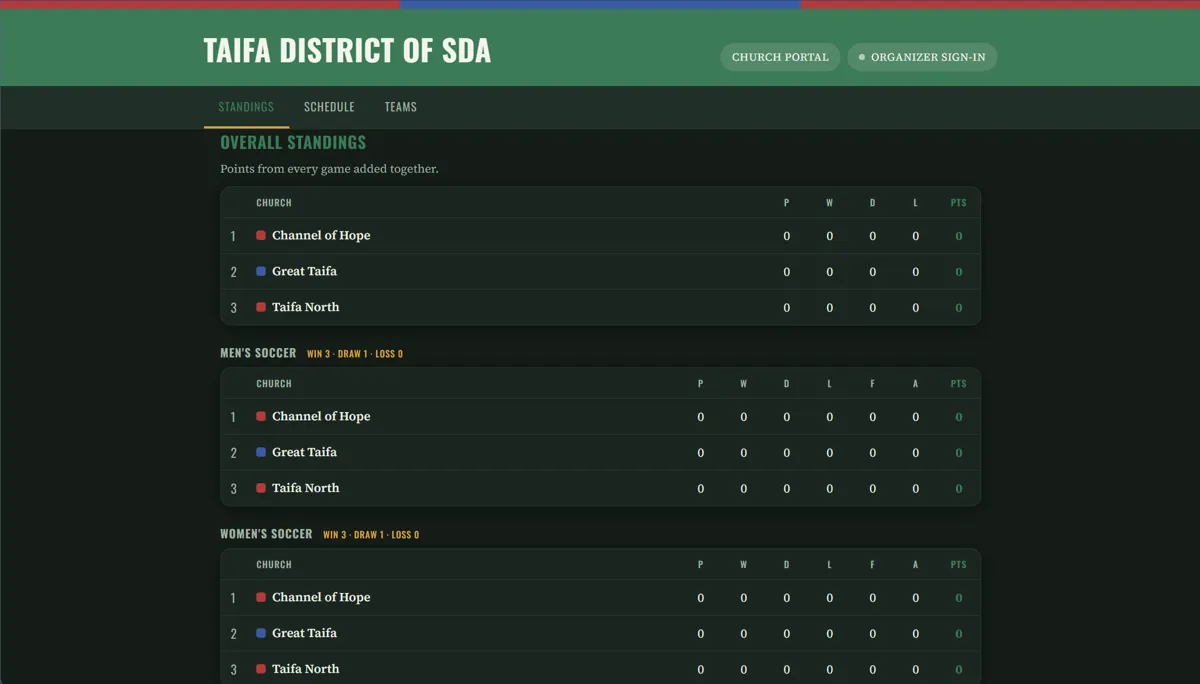 TAIFA DISTRICT OF SDA
CHURCH PORTAL
ORGANIZER SIGN-IN
STANDINGS SCHEDULE TEAMS
OVERALL STANDINGS
Points from every game added together.
CHURCH P W D L PTS
1 Channel of Hope 0 0 0 0 0
2 Great Taifa 0 0 0 0 0
3 Taifa North 0 0 0 0 0
MEN'S SOCCER WIN 3 · DRAW 1 · LOSS 0
CHURCH P W D L F A PTS
1 Channel of Hope 0 0 0 0 0 0 0
2 Great Taifa 0 0 0 0 0 0 0
3 Taifa North 0 0 0 0 0 0 0
WOMEN'S SOCCER WIN 3 · DRAW 1 · LOSS 0
CHURCH P W D L F A PTS
1 Channel of Hope 0 0 0 0 0 0 0
2 Great Taifa 0 0 0 0 0 0 0
3 Taifa North 0 0 0 0 0 0 0